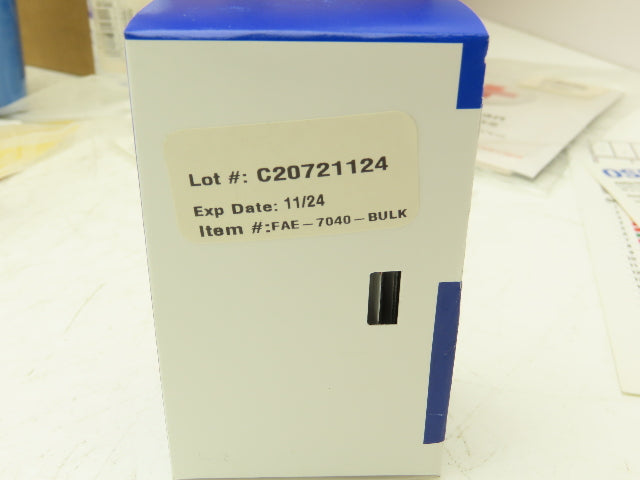 Lot #: C20721124
Exp Date: 11/24
Item #:FAE-7040-BULK